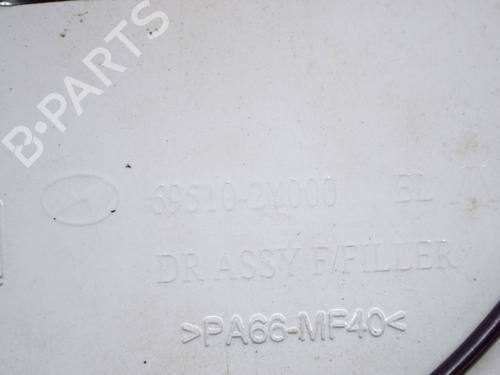 B-PARTS
69510-2Y000 BL
DR ASSY F/FILLER
>PA66-MF40<